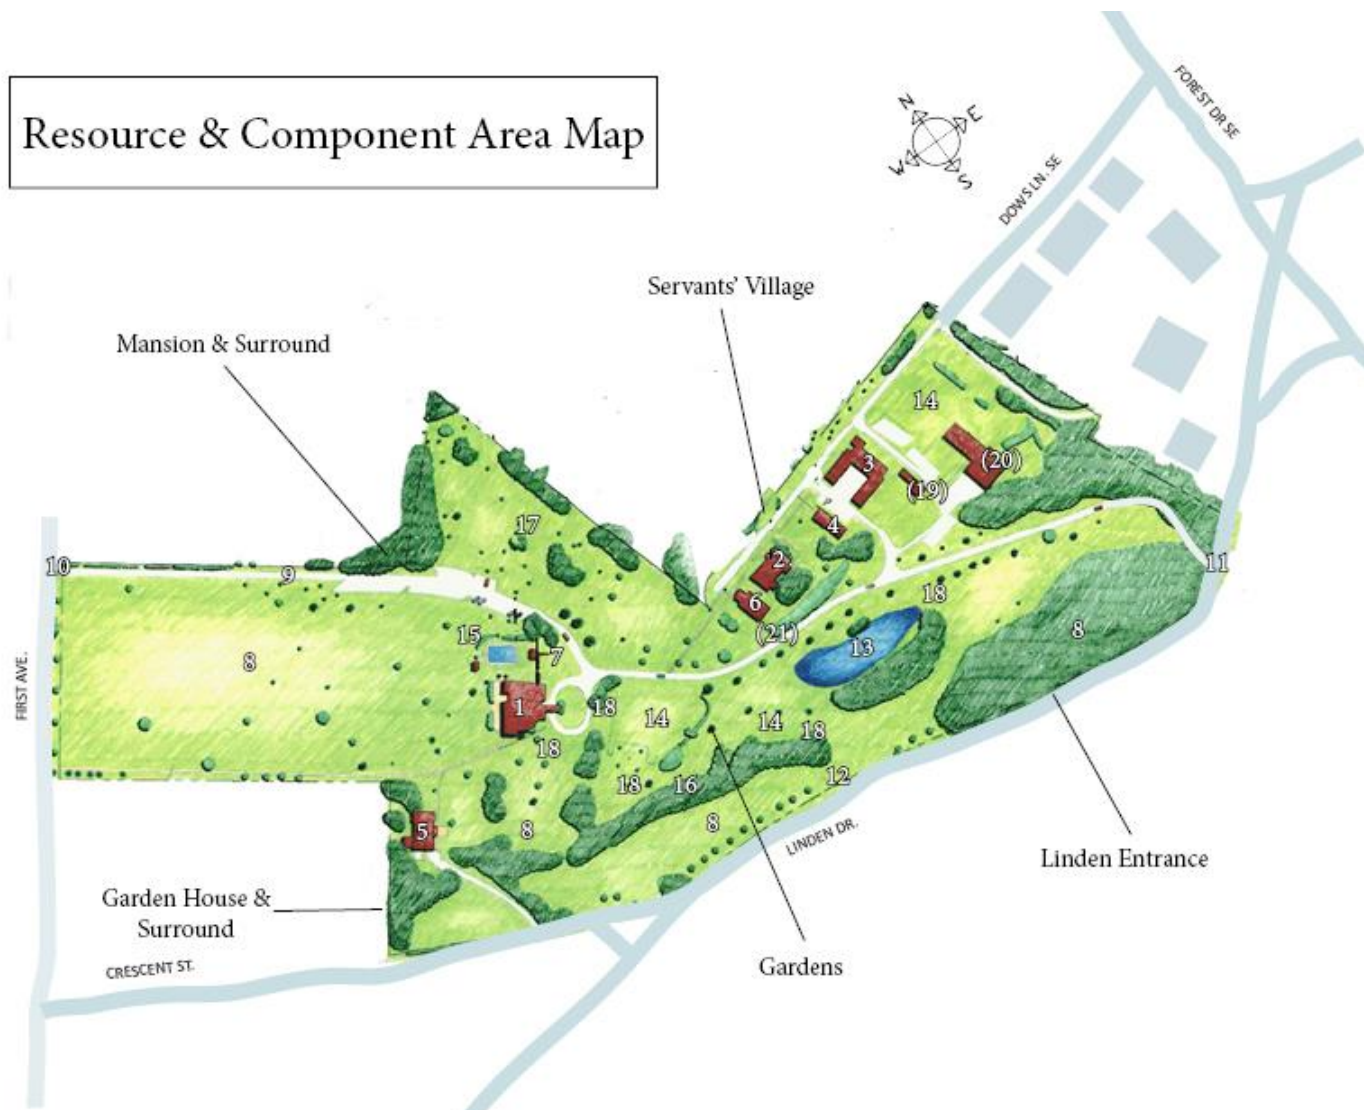 Resource & Component Area Map
N
E
W
S
FOREST DR SE
DOWS LN. SE
Servants' Village
Mansion & Surround
14
3
(20)
(19)
17
4
2
10
9
11
6
18
(21)
8
15
13
8
7
1
18
14
14
18
18
12
18
16
5
8
8
FIRST AVE.
LINDEN DR.
Linden Entrance
Garden House &
Surround
Gardens
CRESCENT ST.